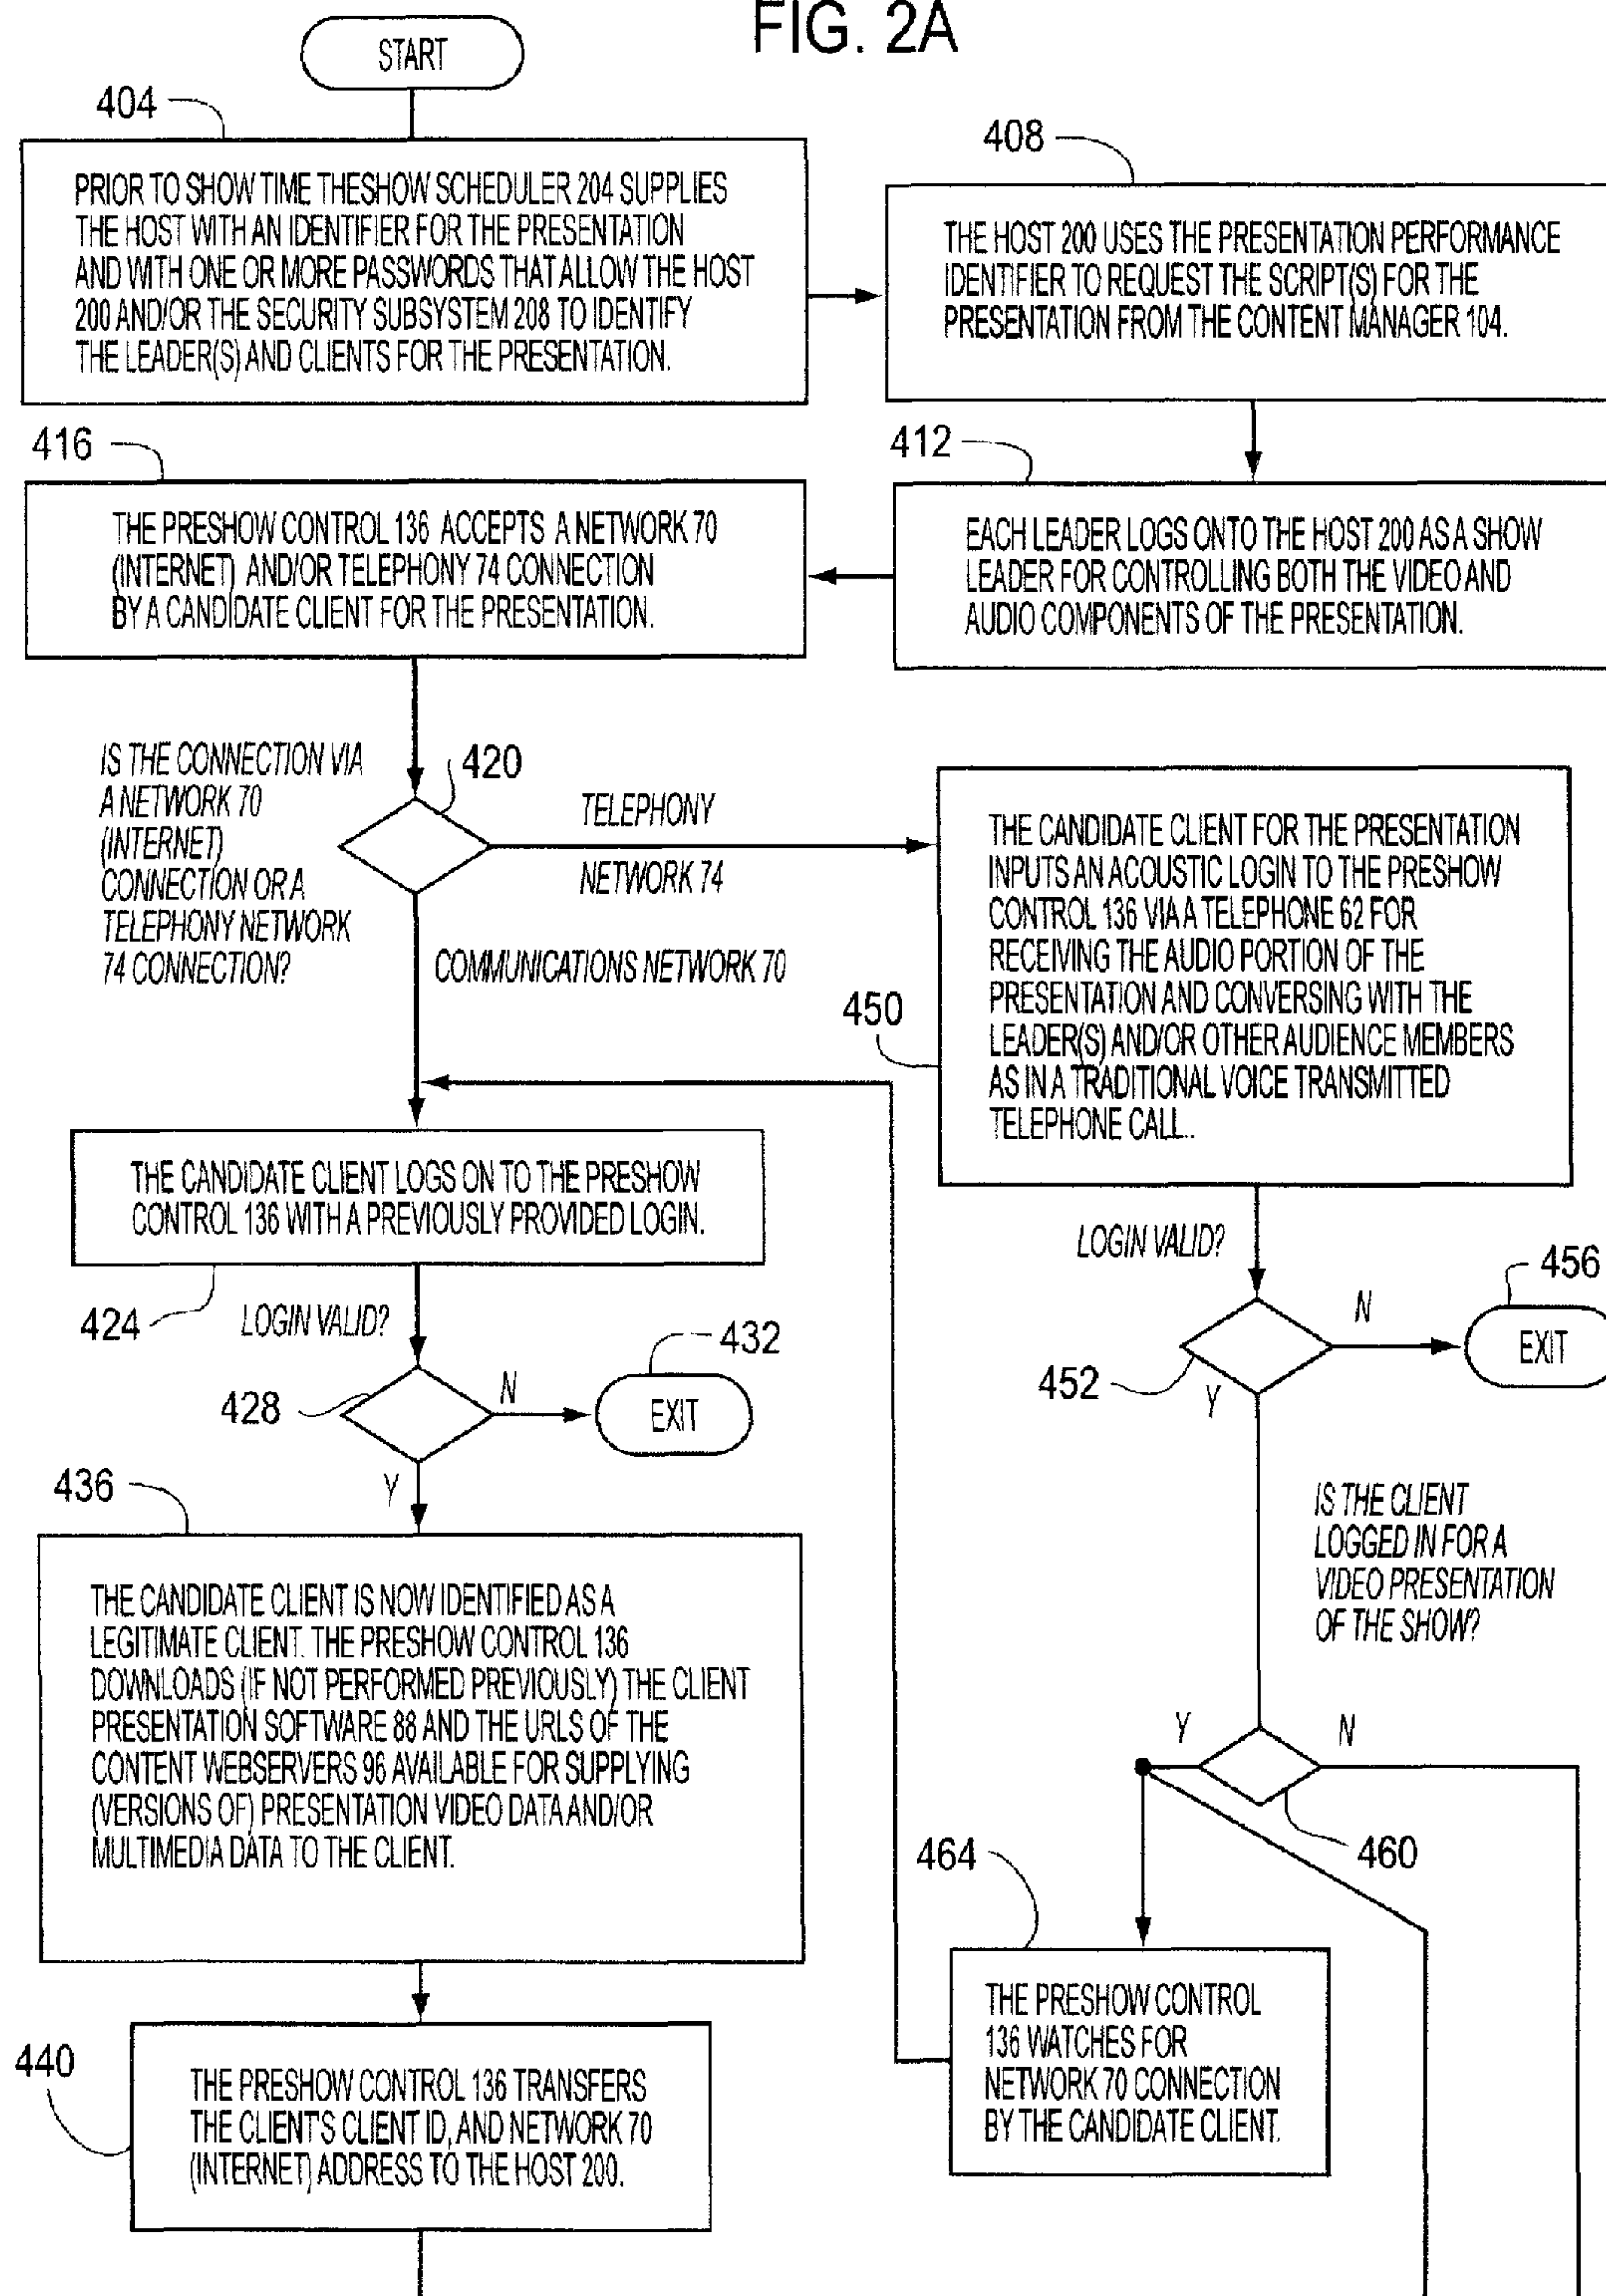 FIG. 2A
START
404
PRIOR TO SHOW TIME THESHOW SCHEDULER 204 SUPPLIES
THE HOST WITH AN IDENTIFIER FOR THE PRESENTATION
AND WITH ONE OR MORE PASSWORDS THAT ALLOW THE HOST
200 AND/OR THE SECURITY SUBSYSTEM 208 TO IDENTIFY
THE LEADER(S) AND CLIENTS FOR THE PRESENTATION.
408
THE HOST 200 USES THE PRESENTATION PERFORMANCE
IDENTIFIER TO REQUEST THE SCRIPT(S) FOR THE
PRESENTATION FROM THE CONTENT MANAGER 104.
412
EACH LEADER LOGS ONTO THE HOST 200 AS A SHOW
LEADER FOR CONTROLLING BOTH THE VIDEO AND
AUDIO COMPONENTS OF THE PRESENTATION.
416
THE PRESHOW CONTROL 136 ACCEPTS A NETWORK 70
(INTERNET) AND/OR TELEPHONY 74 CONNECTION
BY A CANDIDATE CLIENT FOR THE PRESENTATION.
IS THE CONNECTION VIA
A NETWORK 70
(INTERNET)
CONNECTION OR A
TELEPHONY NETWORK
74 CONNECTION?
420
TELEPHONY
NETWORK 74
COMMUNICATIONS NETWORK 70
450
THE CANDIDATE CLIENT FOR THE PRESENTATION
INPUTS AN ACOUSTIC LOGIN TO THE PRESHOW
CONTROL 136 VIA A TELEPHONE 62 FOR
RECEIVING THE AUDIO PORTION OF THE
PRESENTATION AND CONVERSING WITH THE
LEADER(S) AND/OR OTHER AUDIENCE MEMBERS
AS IN A TRADITIONAL VOICE TRANSMITTED
TELEPHONE CALL..
THE CANDIDATE CLIENT LOGS ON TO THE PRESHOW
CONTROL 136 WITH A PREVIOUSLY PROVIDED LOGIN.
424
LOGIN VALID?
428
N
432
EXIT
Y
LOGIN VALID?
452
N
456
EXIT
Y
436
THE CANDIDATE CLIENT IS NOW IDENTIFIED AS A
LEGITIMATE CLIENT. THE PRESHOW CONTROL 136
DOWNLOADS (IF NOT PERFORMED PREVIOUSLY) THE CLIENT
PRESENTATION SOFTWARE 88 AND THE URLS OF THE
CONTENT WEBSERVERS 96 AVAILABLE FOR SUPPLYING
(VERSIONS OF) PRESENTATION VIDEO DATA AND/OR
MULTIMEDIA DATA TO THE CLIENT.
IS THE CLIENT
LOGGED IN FOR A
VIDEO PRESENTATION
OF THE SHOW?
Y
N
460
464
THE PRESHOW CONTROL
136 WATCHES FOR
NETWORK 70 CONNECTION
BY THE CANDIDATE CLIENT.
440
THE PRESHOW CONTROL 136 TRANSFERS
THE CLIENT'S CLIENT ID, AND NETWORK 70
(INTERNET) ADDRESS TO THE HOST 200.